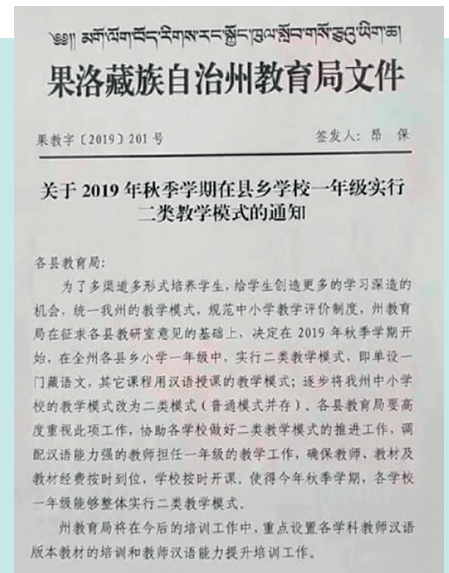 ༄༅།། མགོ་ལོག་བོད་རིགས་རང་སྐྱོང་ཁུལ་སློབ་གསོ་ཅུའུ་ཡིག་ཆ།
果洛藏族自治州教育局文件
果教字〔2019〕201号 签发人：昂 保
关于 2019 年秋季学期在县乡学校一年级实行
二类教学模式的通知
各县教育局：
为了多渠道多形式培养学生，给学生创造更多的学习深造的
机会，统一我州的教学模式，规范中小学教学评价制度，州教育
局在征求各县教研室意见的基础上，决定在 2019 年秋季学期开
始，在全州各县乡小学一年级中，实行二类教学模式，即单设一
门藏语文，其它课程用汉语授课的教学模式；逐步将我州中小学
校的教学模式改为二类模式（普通模式并存）。各县教育局要高
度重视此项工作，协助各学校做好二类教学模式的推进工作，调
配汉语能力强的教师担任一年级的教学工作，确保教师、教材及
教材经费按时到位，学校按时开课。使得今年秋季学期，各学校
一年级能够整体实行二类教学模式。
州教育局将在今后的培训工作中，重点设置各学科教师汉语
版本教材的培训和教师汉语能力提升培训工作。